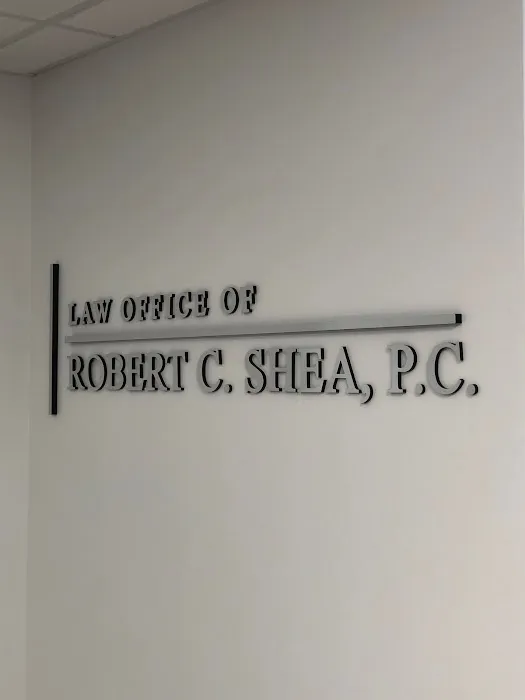 LAW OFFICE OF
ROBERT C. SHEA, P.C.